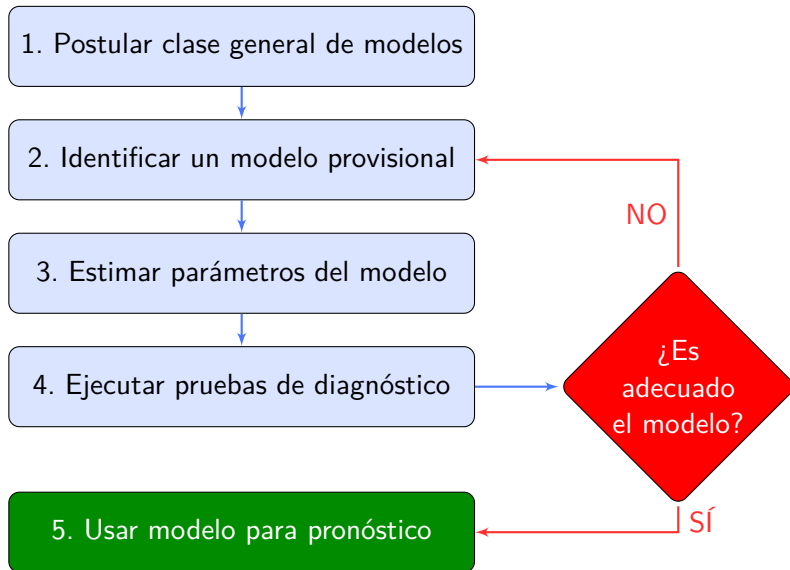 1. Postular clase general de modelos
2. Identificar un modelo provisional
NO
3. Estimar parámetros del modelo
¿Es
adecuado
el modelo?
4. Ejecutar pruebas de diagnóstico
SÍ
5. Usar modelo para pronóstico